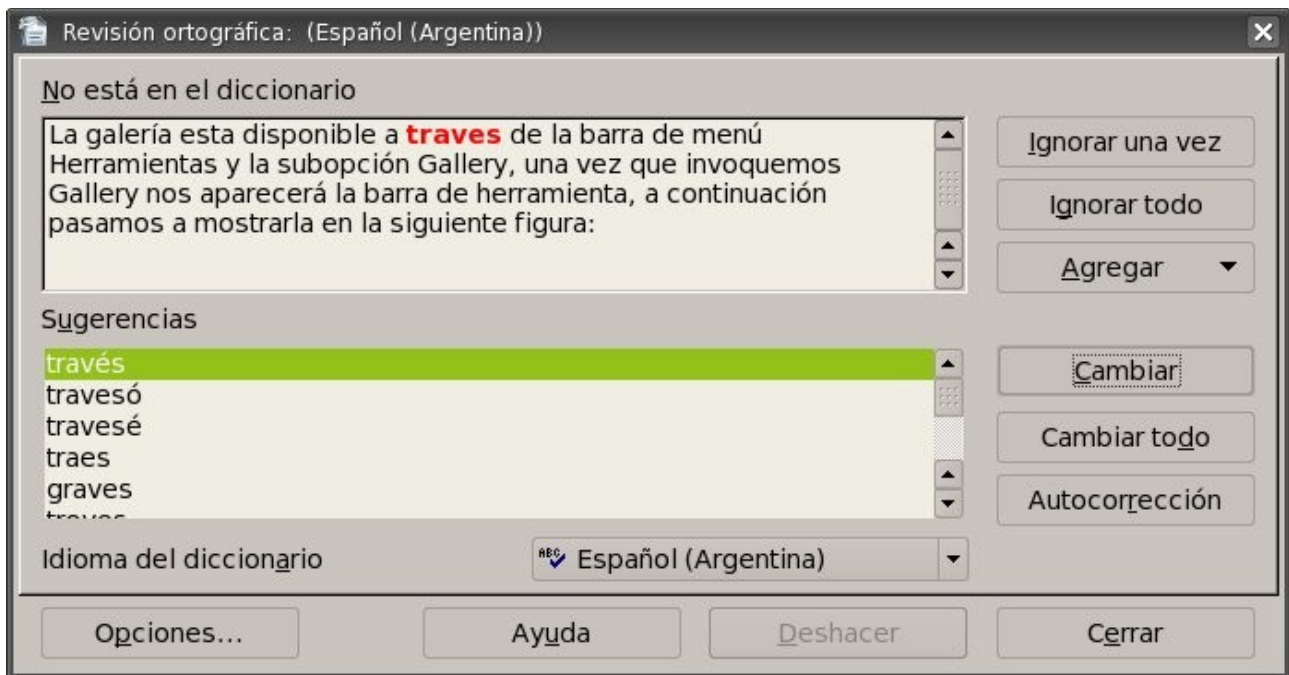 Revisión ortográfica: (Español (Argentina))
No está en el diccionario
La galería esta disponible a traves de la barra de menú
Herramientas y la subopción Gallery, una vez que invoquemos
Gallery nos aparecerá la barra de herramienta, a continuación
pasamos a mostrarla en la siguiente figura:
Ignorar una vez
Ignorar todo
Agregar
Sugerencias
través
travesó
travesé
traes
graves
Cambiar
Cambiar todo
Autocorrección
Idioma del diccionario
ABC Español (Argentina)
Opciones...
Ayuda
Deshacer
Cerrar